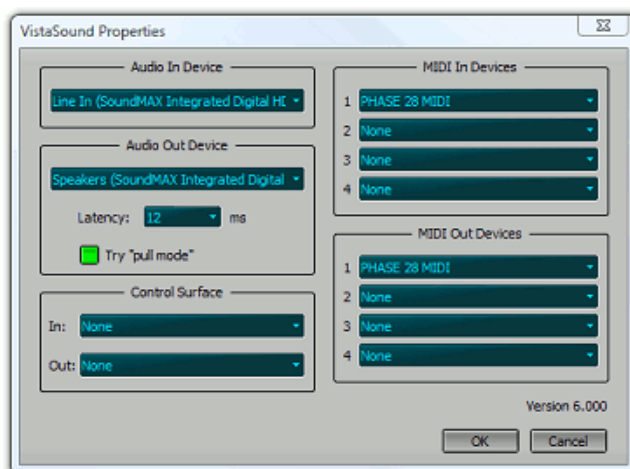 VistaSound Properties
Audio In Device
Line In (SoundMAX Integrated Digital HD
Audio Out Device
Speakers (SoundMAX Integrated Digital
Latency: 12 ms
Try "pull mode"
Control Surface
In: None
Out: None
MIDI In Devices
1 PHASE 28 MIDI
2 None
3 None
4 None
MIDI Out Devices
1 PHASE 28 MIDI
2 None
3 None
4 None
Version 6.000
OK Cancel